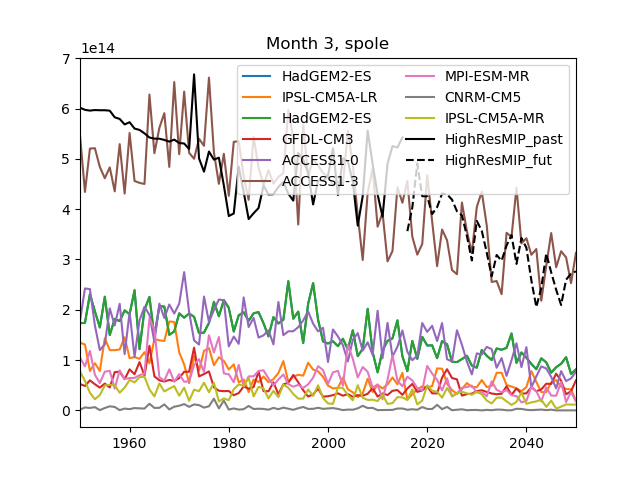 Month 3, spole
1e14
7
6
5
4
3
2
1
0
HadGEM2-ES
IPSL-CM5A-LR
HadGEM2-ES
GFDL-CM3
ACCESS1-0
ACCESS1-3
MPI-ESM-MR
CNRM-CM5
IPSL-CM5A-MR
HighResMIP_past
HighResMIP_fut
1960 1980 2000 2020 2040